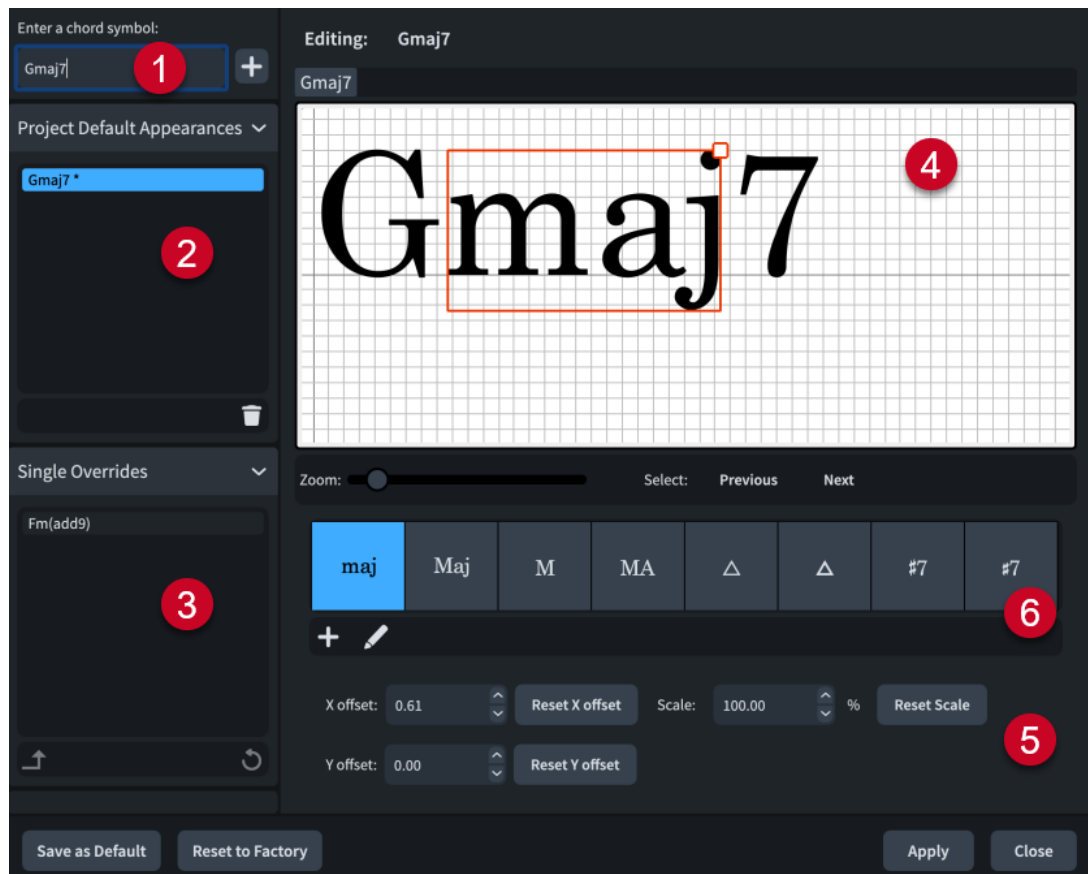 Enter a chord symbol:
Gmaj7
1
Project Default Appearances
Gmaj7 *
2
Single Overrides
Fm(add9)
3
Editing: Gmaj7
Gmaj7
Gmaj7
4
Zoom: Select: Previous Next
maj Maj M MA △ △ ♯7 ♯7
6
X offset: 0.61 Reset X offset Scale: 100.00 % Reset Scale
5
Y offset: 0.00 Reset Y offset
Save as Default Reset to Factory Apply Close